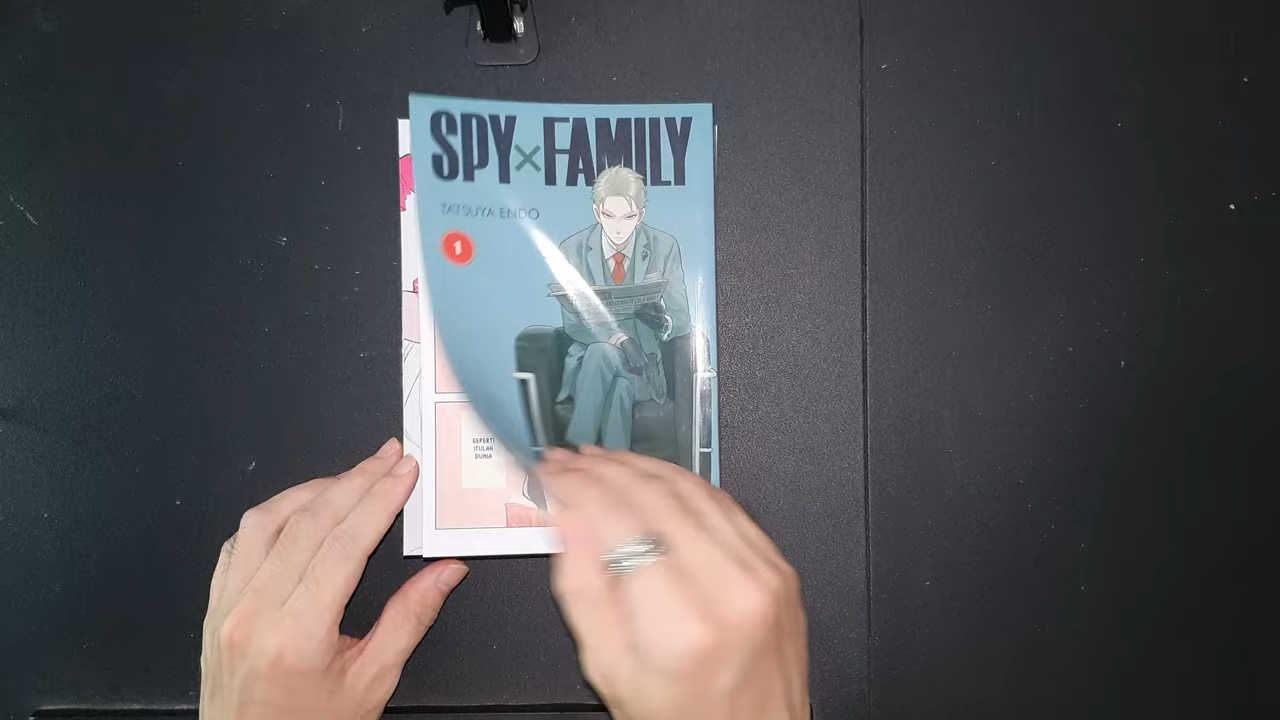 SPY×FAMILY
TATSUYA ENDO
1
SEPERTI
ITULAH
DUNIA